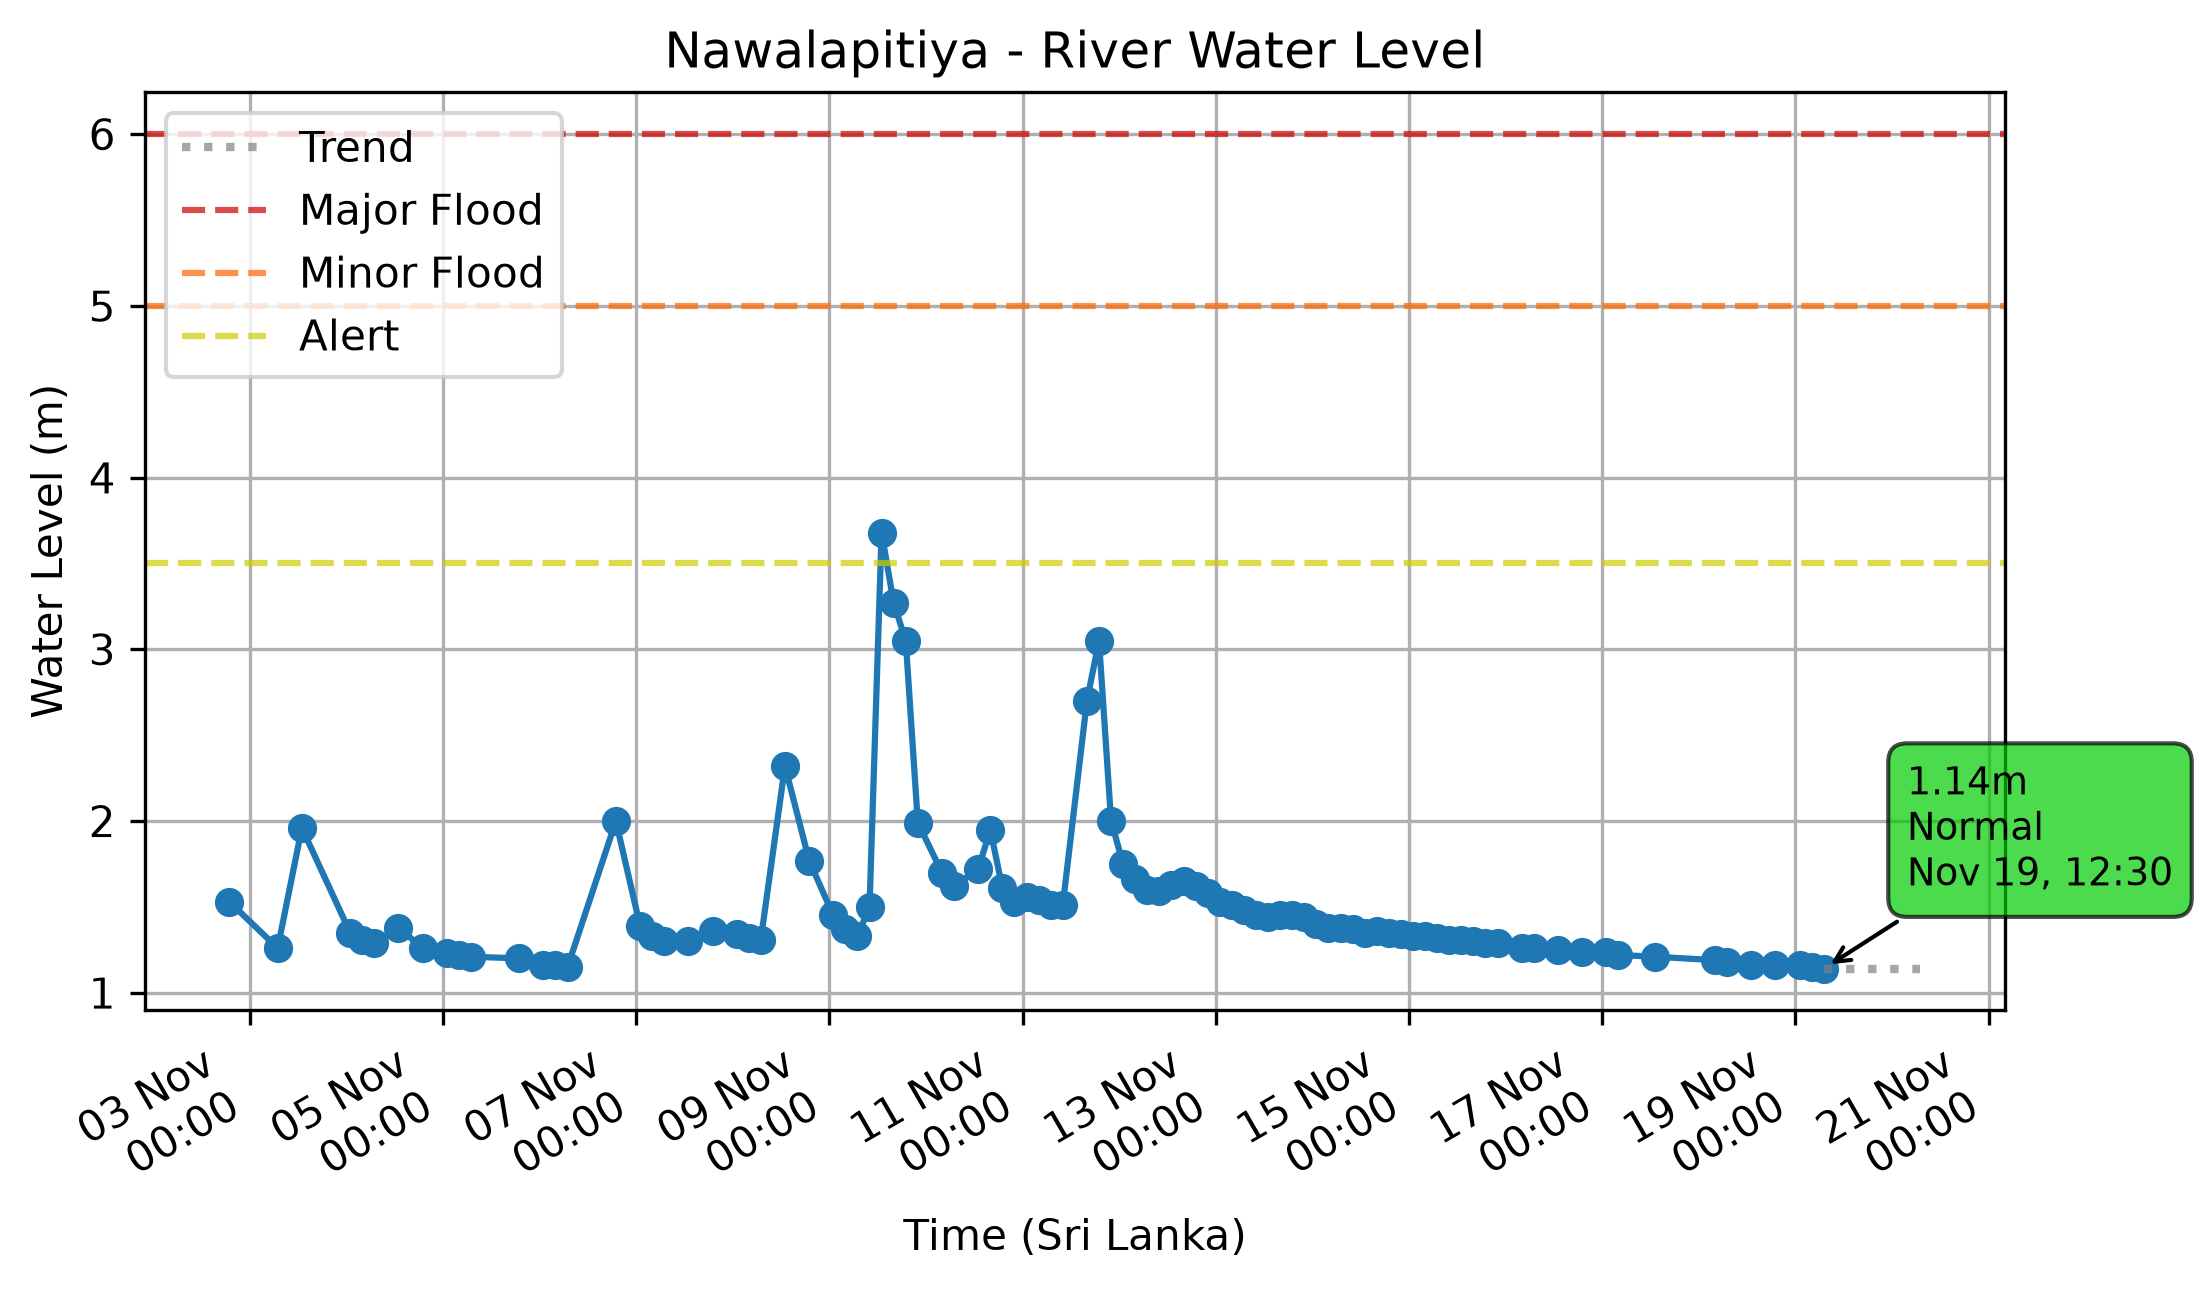 Nawalapitiya - River Water Level
Water Level (m)
6
5
4
3
2
1
Trend
Major Flood
Minor Flood
Alert
1.14m
Normal
Nov 19, 12:30
03 Nov
00:00
05 Nov
00:00
07 Nov
00:00
09 Nov
00:00
11 Nov
00:00
13 Nov
00:00
15 Nov
00:00
17 Nov
00:00
19 Nov
00:00
21 Nov
00:00
Time (Sri Lanka)